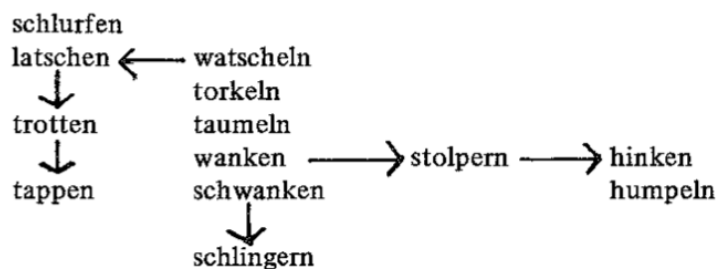 schlurfen
latschen ← watscheln
torkeln
trotten taumeln
wanken → stolpern → hinken
tappen schwanken humpeln
schlingern